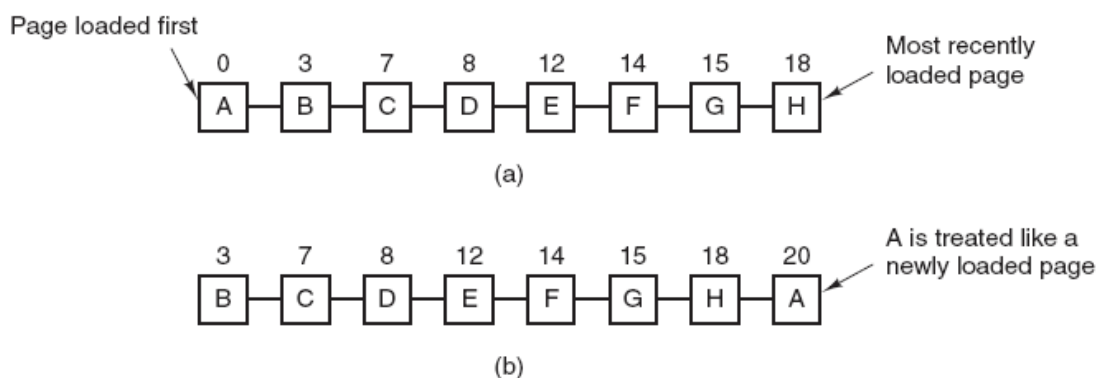 Page loaded first
0 3 7 8 12 14 15 18
A B C D E F G H
Most recently
loaded page
(a)
3 7 8 12 14 15 18 20
B C D E F G H A
A is treated like a
newly loaded page
(b)